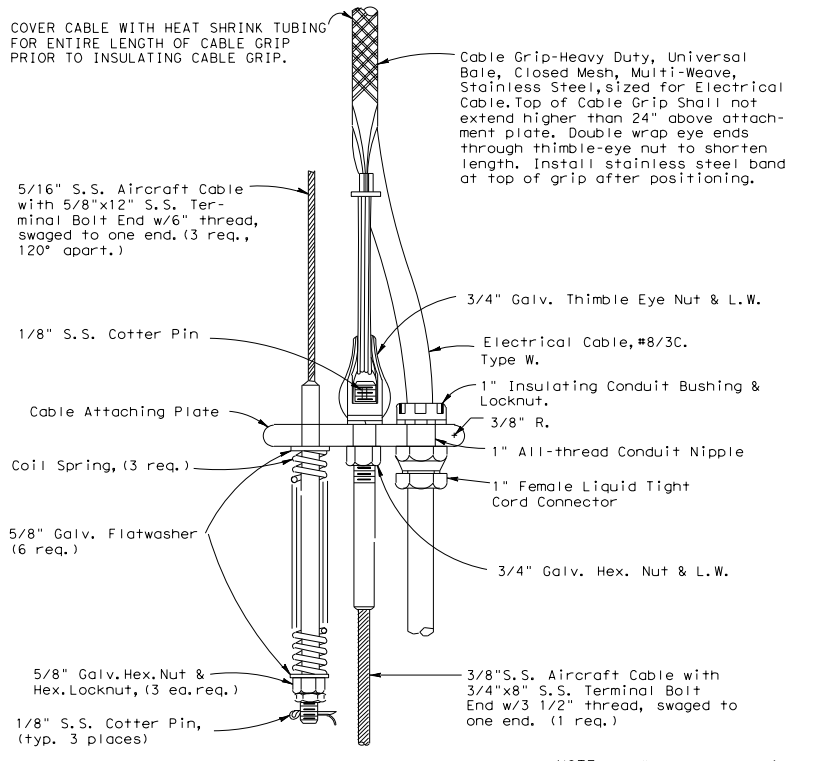 COVER CABLE WITH HEAT SHRINK TUBING
FOR ENTIRE LENGTH OF CABLE GRIP
PRIOR TO INSULATING CABLE GRIP.
Cable Grip-Heavy Duty, Universal
Bale, Closed Mesh, Multi-Weave,
Stainless Steel, sized for Electrical
Cable. Top of Cable Grip Shall not
extend higher than 24" above attach-
ment plate. Double wrap eye ends
through thimble-eye nut to shorten
length. Install stainless steel band
at top of grip after positioning.
5/16" S.S. Aircraft Cable
with 5/8"x12" S.S. Ter-
minal Bolt End w/6" thread,
swaged to one end. (3 req.,
120° apart.)
3/4" Galv. Thimble Eye Nut & L.W.
1/8" S.S. Cotter Pin
Electrical Cable, #8/3C.
Type W.
1" Insulating Conduit Bushing &
Locknut.
Cable Attaching Plate
3/8" R.
1" All-thread Conduit Nipple
Coil Spring, (3 req.)
1" Female Liquid Tight
Cord Connector
5/8" Galv. Flatwasher
(6 req.)
3/4" Galv. Hex. Nut & L.W.
5/8" Galv. Hex. Nut &
Hex. Locknut, (3 ea. req.)
3/8"S.S. Aircraft Cable with
3/4"x8" S.S. Terminal Bolt
End w/3 1/2" thread, swaged to
one end. (1 req.)
1/8" S.S. Cotter Pin,
(typ. 3 places)